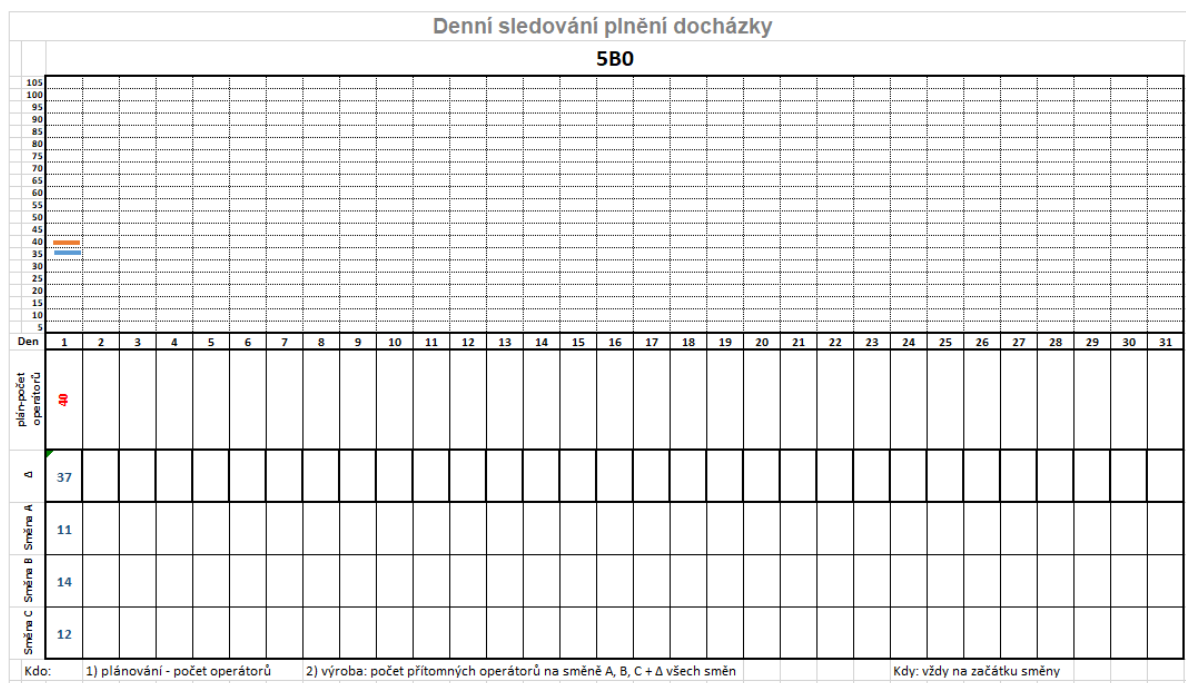 Denní sledování plnění docházky
5B0
105
100
95
90
85
80
75
70
65
60
55
50
45
40
35
30
25
20
15
10
5
Den 1 2 3 4 5 6 7 8 9 10 11 12 13 14 15 16 17 18 19 20 21 22 23 24 25 26 27 28 29 30 31
plán-počet
operátorů
40
Δ 37
Směna A 11
Směna B 14
Směna C 12
Kdo: 1) plánování - počet operátorů 2) výroba: počet přítomných operátorů na směně A, B, C + Δ všech směn Kdy: vždy na začátku směny